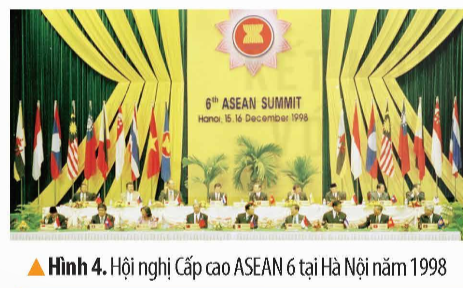 6th ASEAN SUMMIT
Hanoi, 15, 16 December 1998
Hình 4. Hội nghị Cấp cao ASEAN 6 tại Hà Nội năm 1998